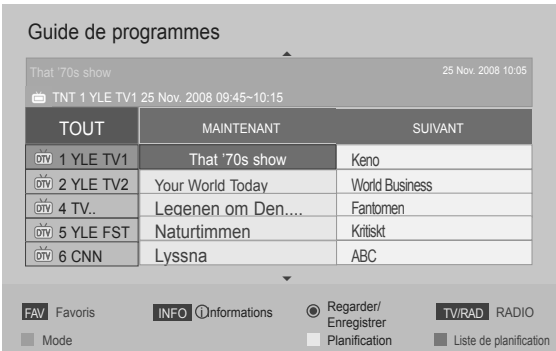 Guide de programmes
That '70s show 25 Nov. 2008 10:05
TNT 1 YLE TV1 25 Nov. 2008 09:45~10:15
TOUT MAINTENANT SUIVANT
DTV 1 YLE TV1 That '70s show Keno
DTV 2 YLE TV2 Your World Today World Business
DTV 4 TV.. Legenen om Den.... Fantomen
DTV 5 YLE FST Naturtimmen Kritiskt
DTV 6 CNN Lyssna ABC
FAV Favoris INFO ⓘInformations Regarder/ TV/RAD RADIO
Enregistrer
Mode Planification Liste de planification